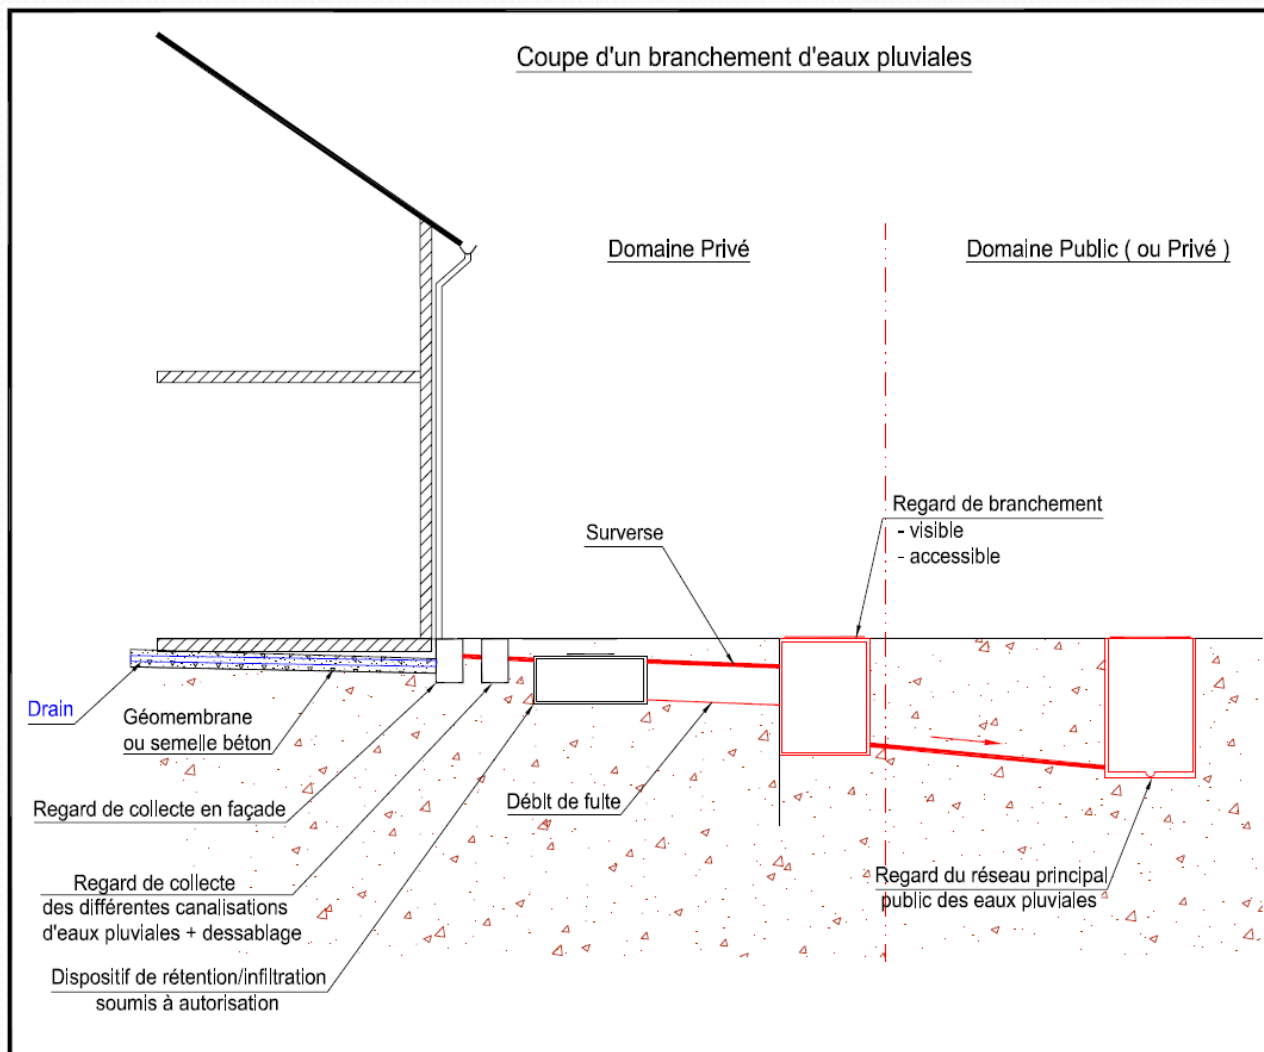 Coupe d'un branchement d'eaux pluviales
Domaine Privé
Domaine Public ( ou Privé )
Regard de branchement
- visible
- accessible
Surverse
Drain
Géomembrane
ou semelle béton
Regard de collecte en façade
Débit de fuite
Regard de collecte
des différentes canalisations
d'eaux pluviales + dessablage
Regard du réseau principal
public des eaux pluviales
Dispositif de rétention/infiltration
soumis à autorisation